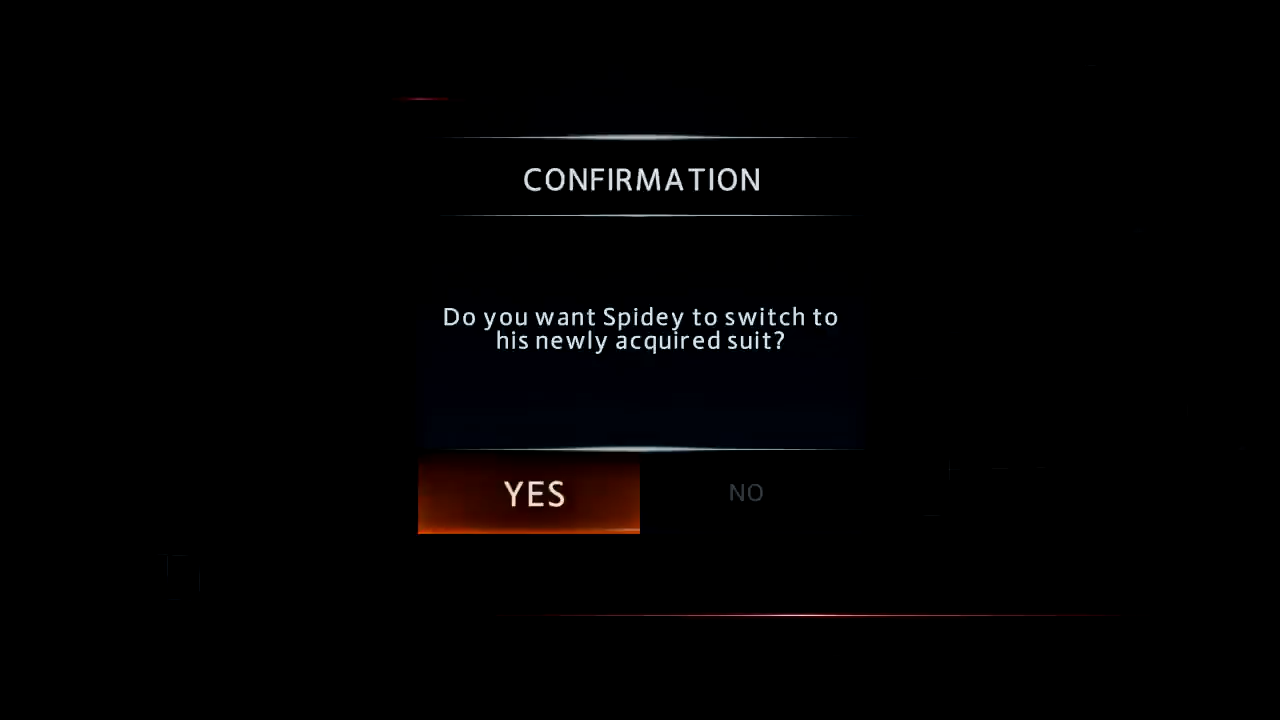 CONFIRMATION
Do you want Spidey to switch to
his newly acquired suit?
YES
NO